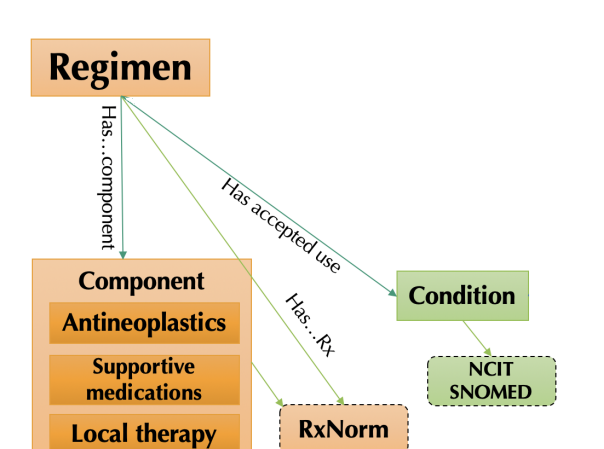 Regimen
Has...component
Has accepted use
Component
Condition
Antineoplastics
Has...Rx
Supportive
medications
NCIT
SNOMED
Local therapy
RxNorm